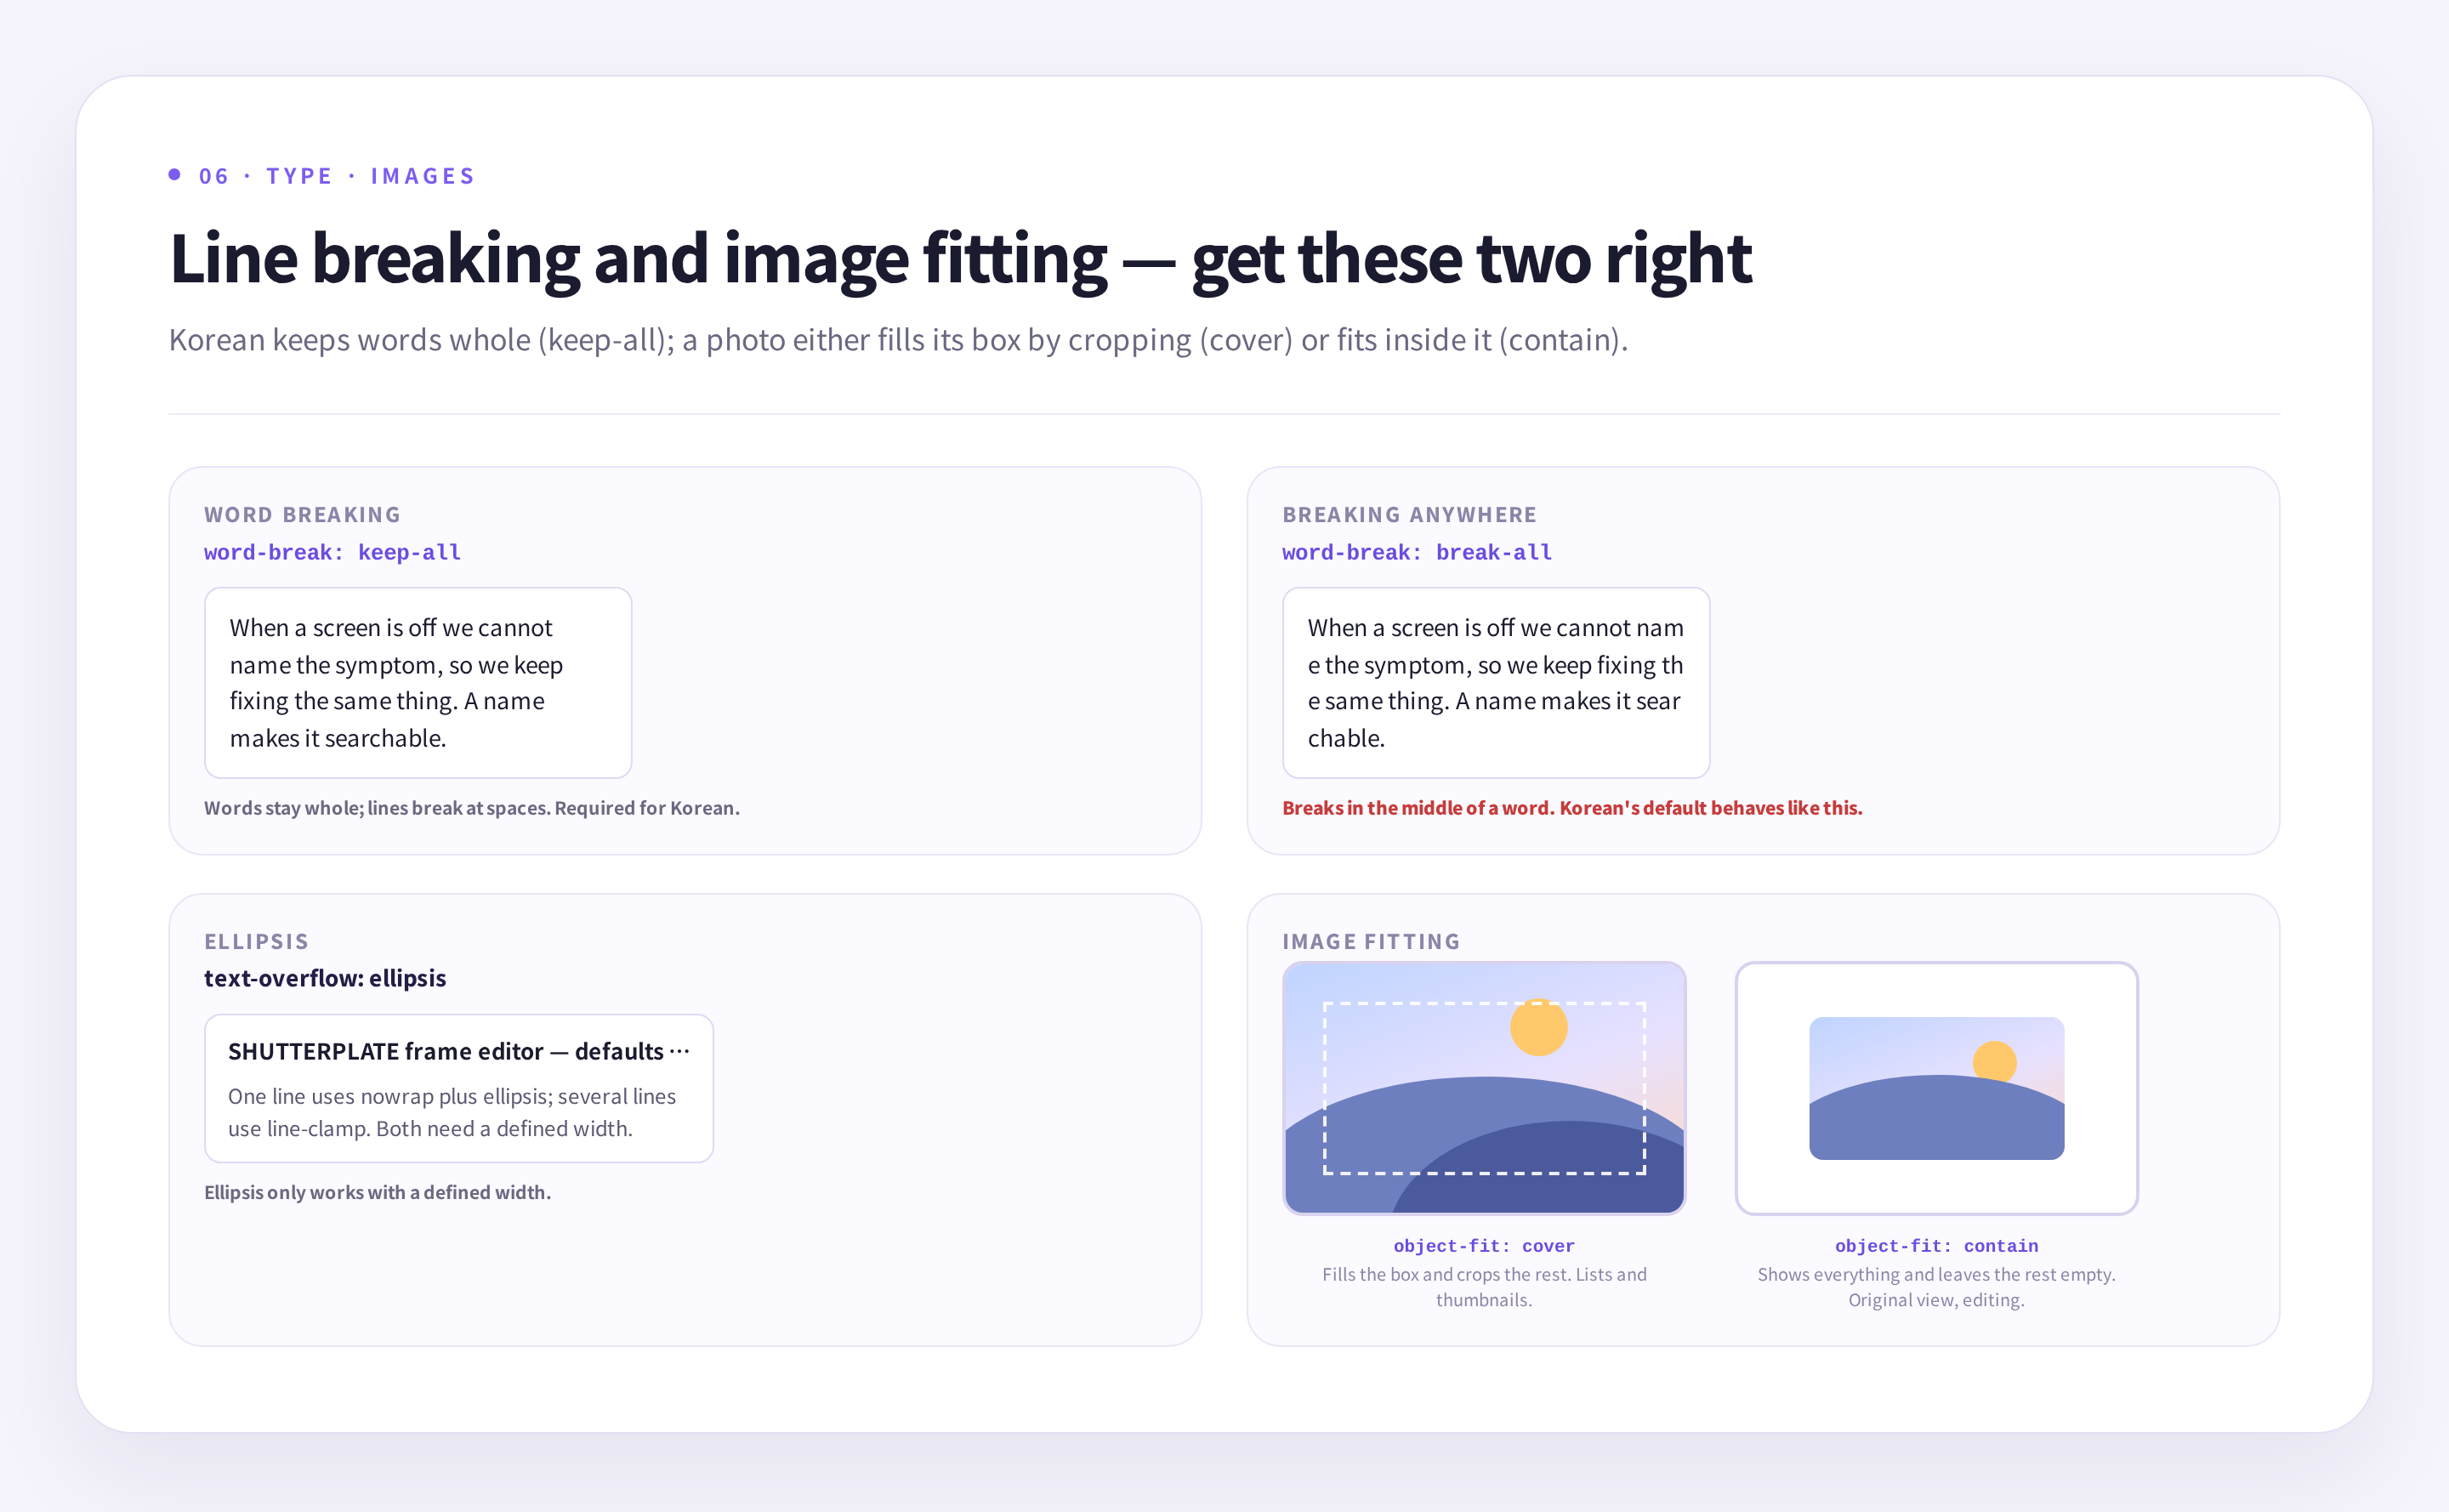 06 · TYPE · IMAGES
Line breaking and image fitting — get these two right
Korean keeps words whole (keep-all); a photo either fills its box by cropping (cover) or fits inside it (contain).
WORD BREAKING
word-break: keep-all
When a screen is off we cannot
name the symptom, so we keep
fixing the same thing. A name
makes it searchable.
Words stay whole; lines break at spaces. Required for Korean.
BREAKING ANYWHERE
word-break: break-all
When a screen is off we cannot nam
e the symptom, so we keep fixing th
e same thing. A name makes it sear
chable.
Breaks in the middle of a word. Korean's default behaves like this.
ELLIPSIS
text-overflow: ellipsis
SHUTTERPLATE frame editor — defaults …
One line uses nowrap plus ellipsis; several lines
use line-clamp. Both need a defined width.
Ellipsis only works with a defined width.
IMAGE FITTING
object-fit: cover
Fills the box and crops the rest. Lists and
thumbnails.
object-fit: contain
Shows everything and leaves the rest empty.
Original view, editing.